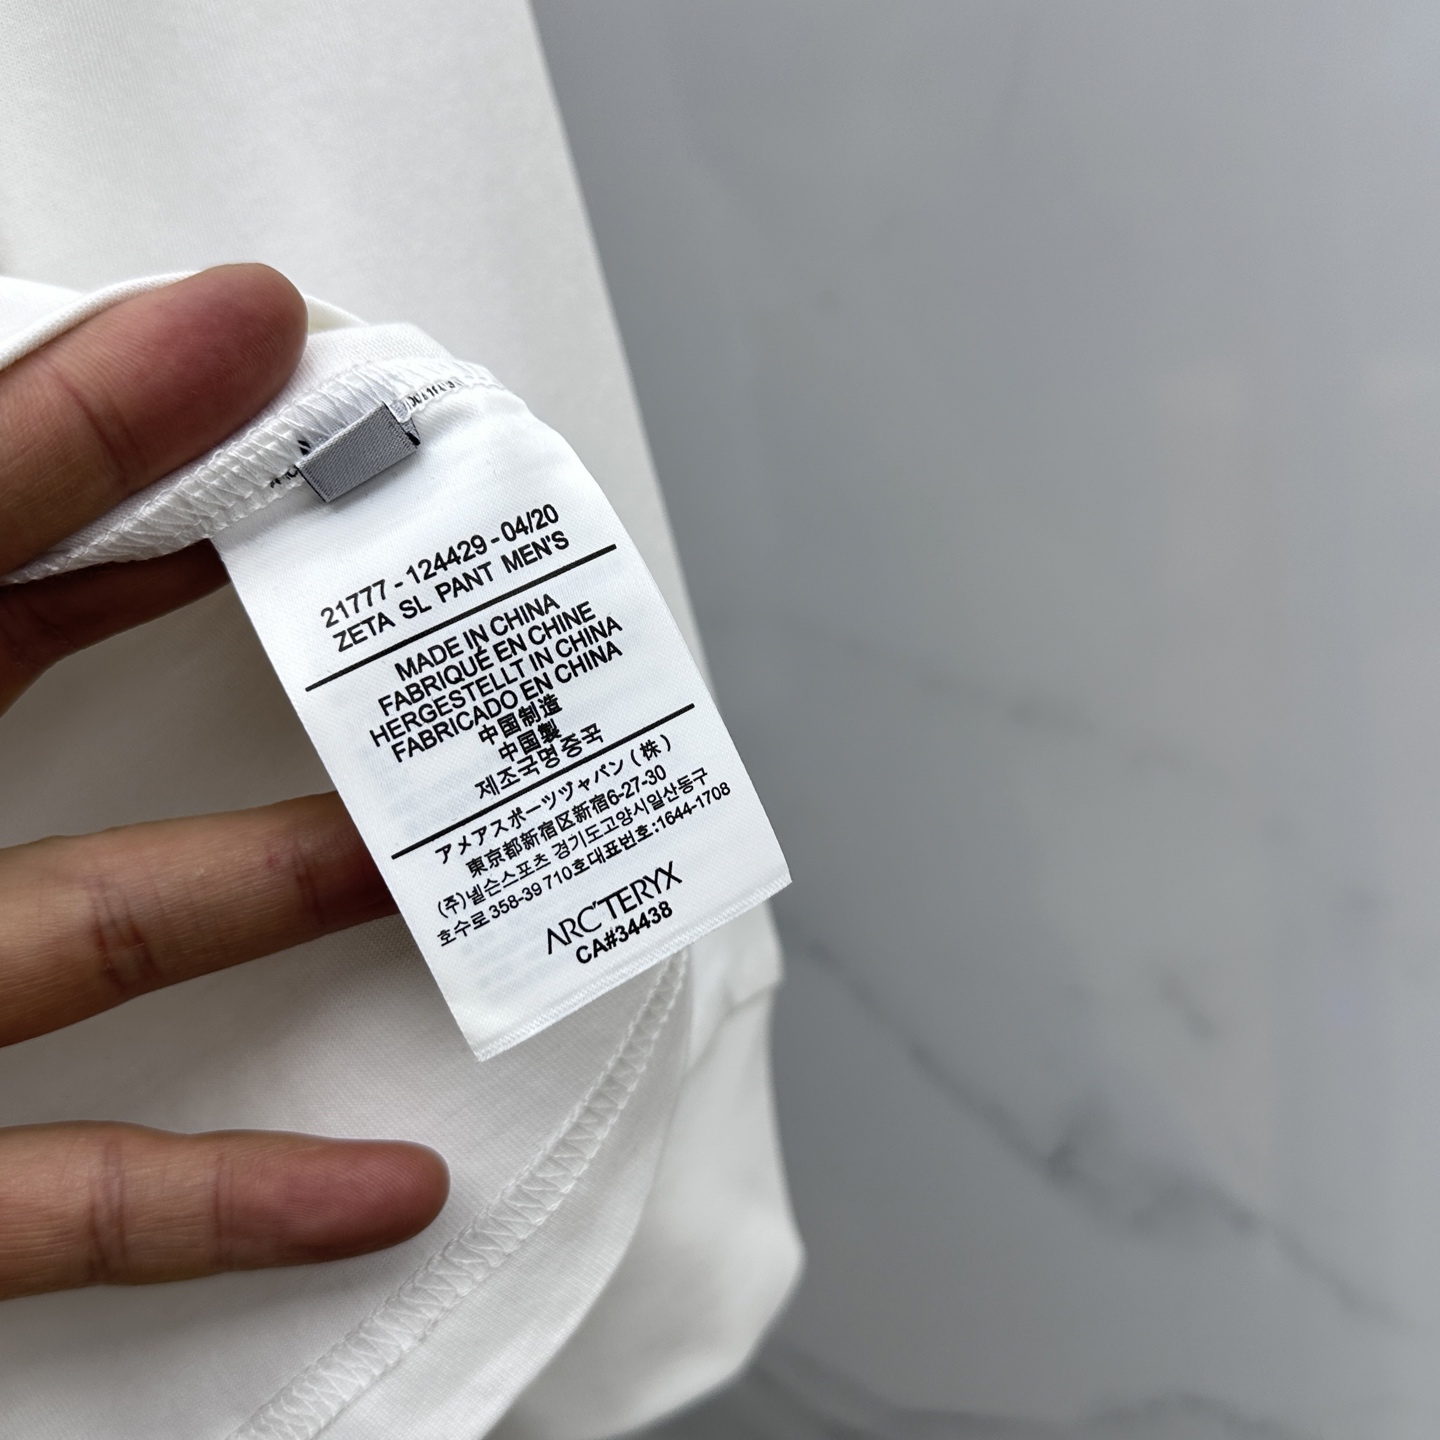 21777 - 124429 - 04/20
ZETA SL PANT MEN'S
MADE IN CHINA
FABRIQUÉ EN CHINE
HERGESTELLT IN CHINA
FABRICADO EN CHINA
中国制造
中国製
제조국명 중국
アメアスポーツヅャパン (株)
東京都新宿区新宿6-27-30
(주)넬슨스포츠 경기도고양시일산동구
호수로358-39 710호대표번호:1644-1708
ARC'TERYX
CA#34438